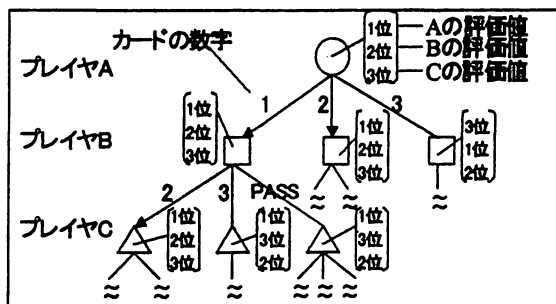 カードの数字
1位 Aの評価値
2位 Bの評価値
3位 Cの評価値
プレイヤA
1 2 3
1位
2位
3位
1位
2位
3位
3位
1位
2位
プレイヤB
2 3 PASS
プレイヤC
1位
2位
3位
1位
3位
2位
1位
3位
2位
≈ ≈ ≈
≈ ≈ ≈ ≈ ≈ ≈